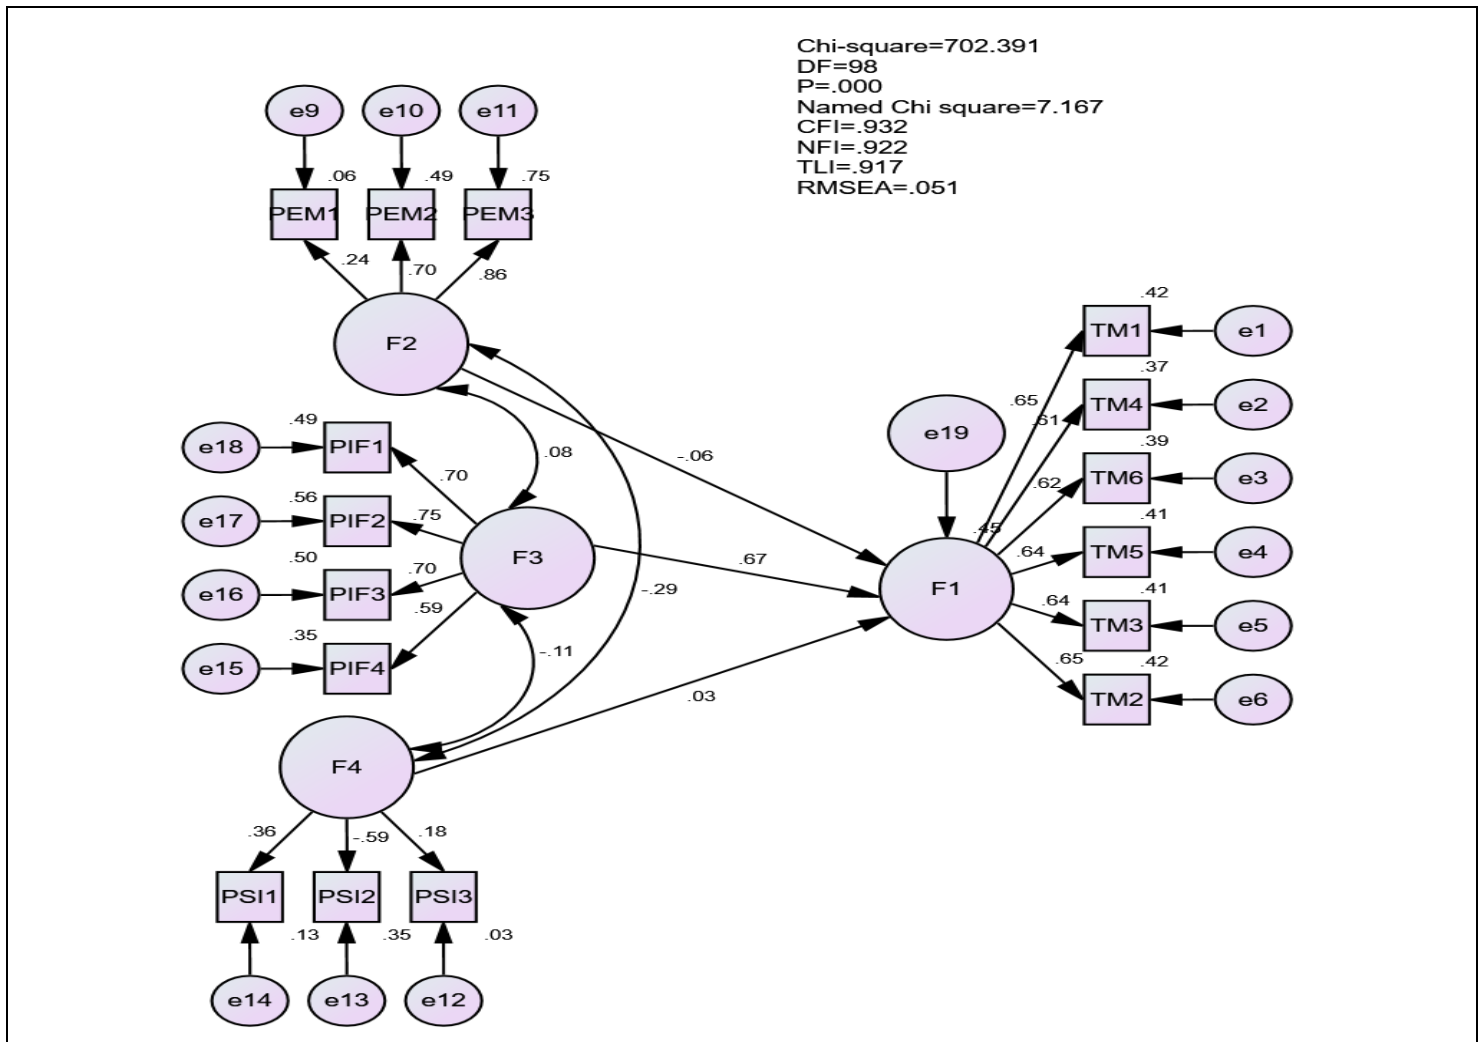 Chi-square=702.391
DF=98
P=.000
Named Chi square=7.167
CFI=.932
NFI=.922
TLI=.917
RMSEA=.051
e9 e10 e11
.06 .49 .75
PEM1 PEM2 PEM3
.24 .70 .86
F2
.42
TM1 e1
.37
.65 .61 TM4 e2
.49
e18 PIF1
e19
.08 -.06
.39
.70
.62 TM6 e3
.56
e17 PIF2 .75
.45
.41
F3 .67
.64 TM5 e4
.50
e16 PIF3 .70
-.29
F1
.59
.41
.64 TM3 e5
.35
e15 PIF4
-.11
.65 .42
TM2 e6
.03
F4
.36 -.59 .18
PSI1 PSI2 PSI3
.13 .35 .03
e14 e13 e12